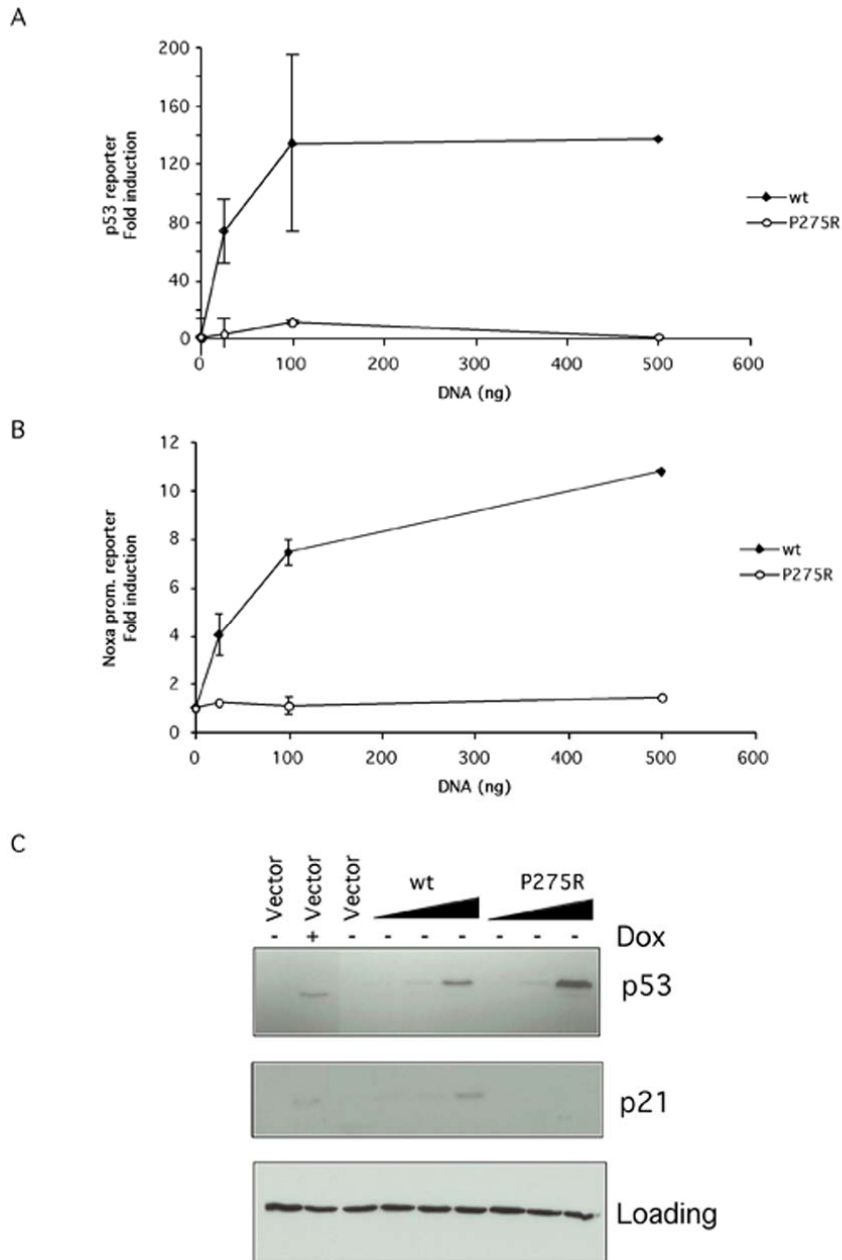 A
p53 reporter
Fold induction
200
160
120
80
40
0
0 100 200 300 400 500 600
DNA (ng)
wt
P275R
B
Noxa prom. reporter
Fold induction
12
10
8
6
4
2
0
0 100 200 300 400 500 600
DNA (ng)
wt
P275R
C
Vector Vector Vector wt P275R
- + - - - - - - - Dox
p53
p21
Loading